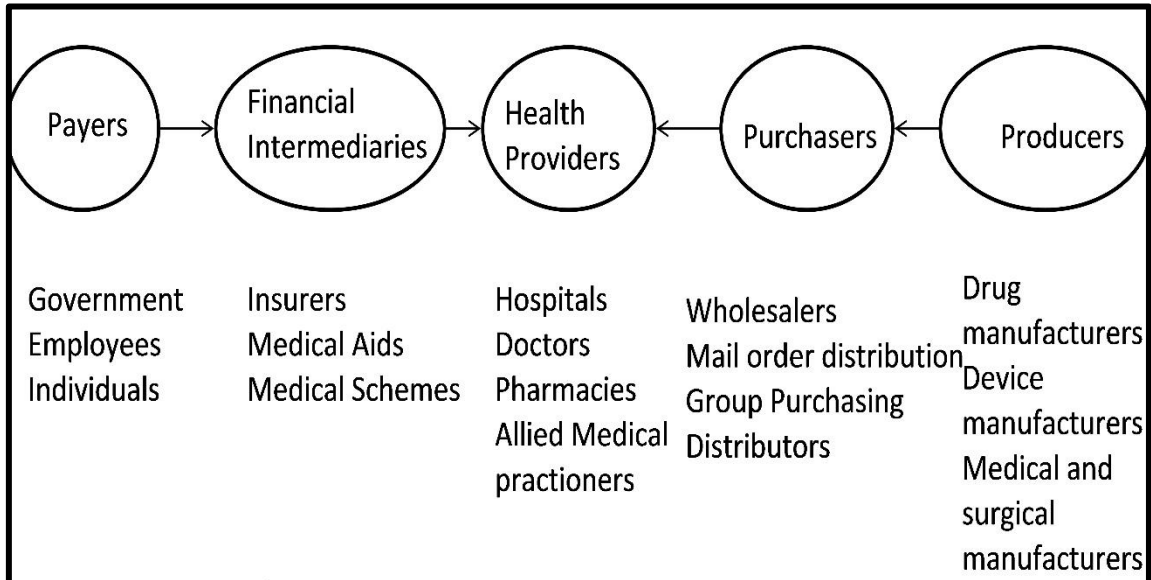 Payers
Financial
Intermediaries
Health
Providers
Purchasers
Producers
Government
Employees
Individuals
Insurers
Medical Aids
Medical Schemes
Hospitals
Doctors
Pharmacies
Allied Medical
practioners
Wholesalers
Mail order distribution
Group Purchasing
Distributors
Drug
manufacturers
Device
manufacturers
Medical and
surgical
manufacturers